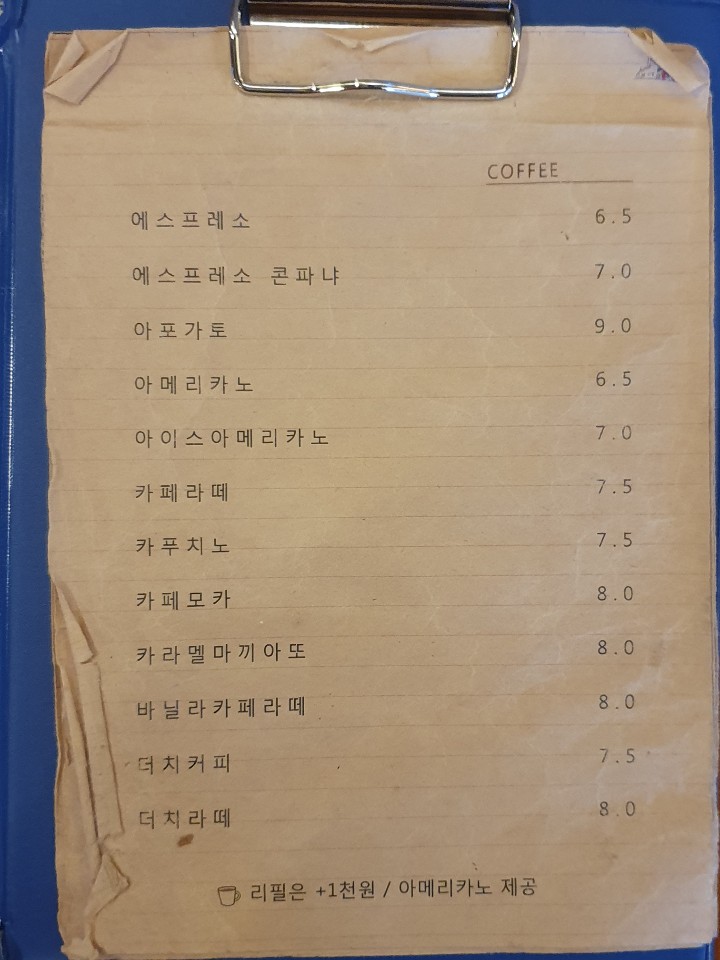 COFFEE
에스프레소 6.5
에스프레소 콘파냐 7.0
아포가토 9.0
아메리카노 6.5
아이스아메리카노 7.0
카페라떼 7.5
카푸치노 7.5
카페모카 8.0
카라멜마끼아또 8.0
바닐라카페라떼 8.0
더치커피 7.5
더치라떼 8.0
리필은 +1천원 / 아메리카노 제공